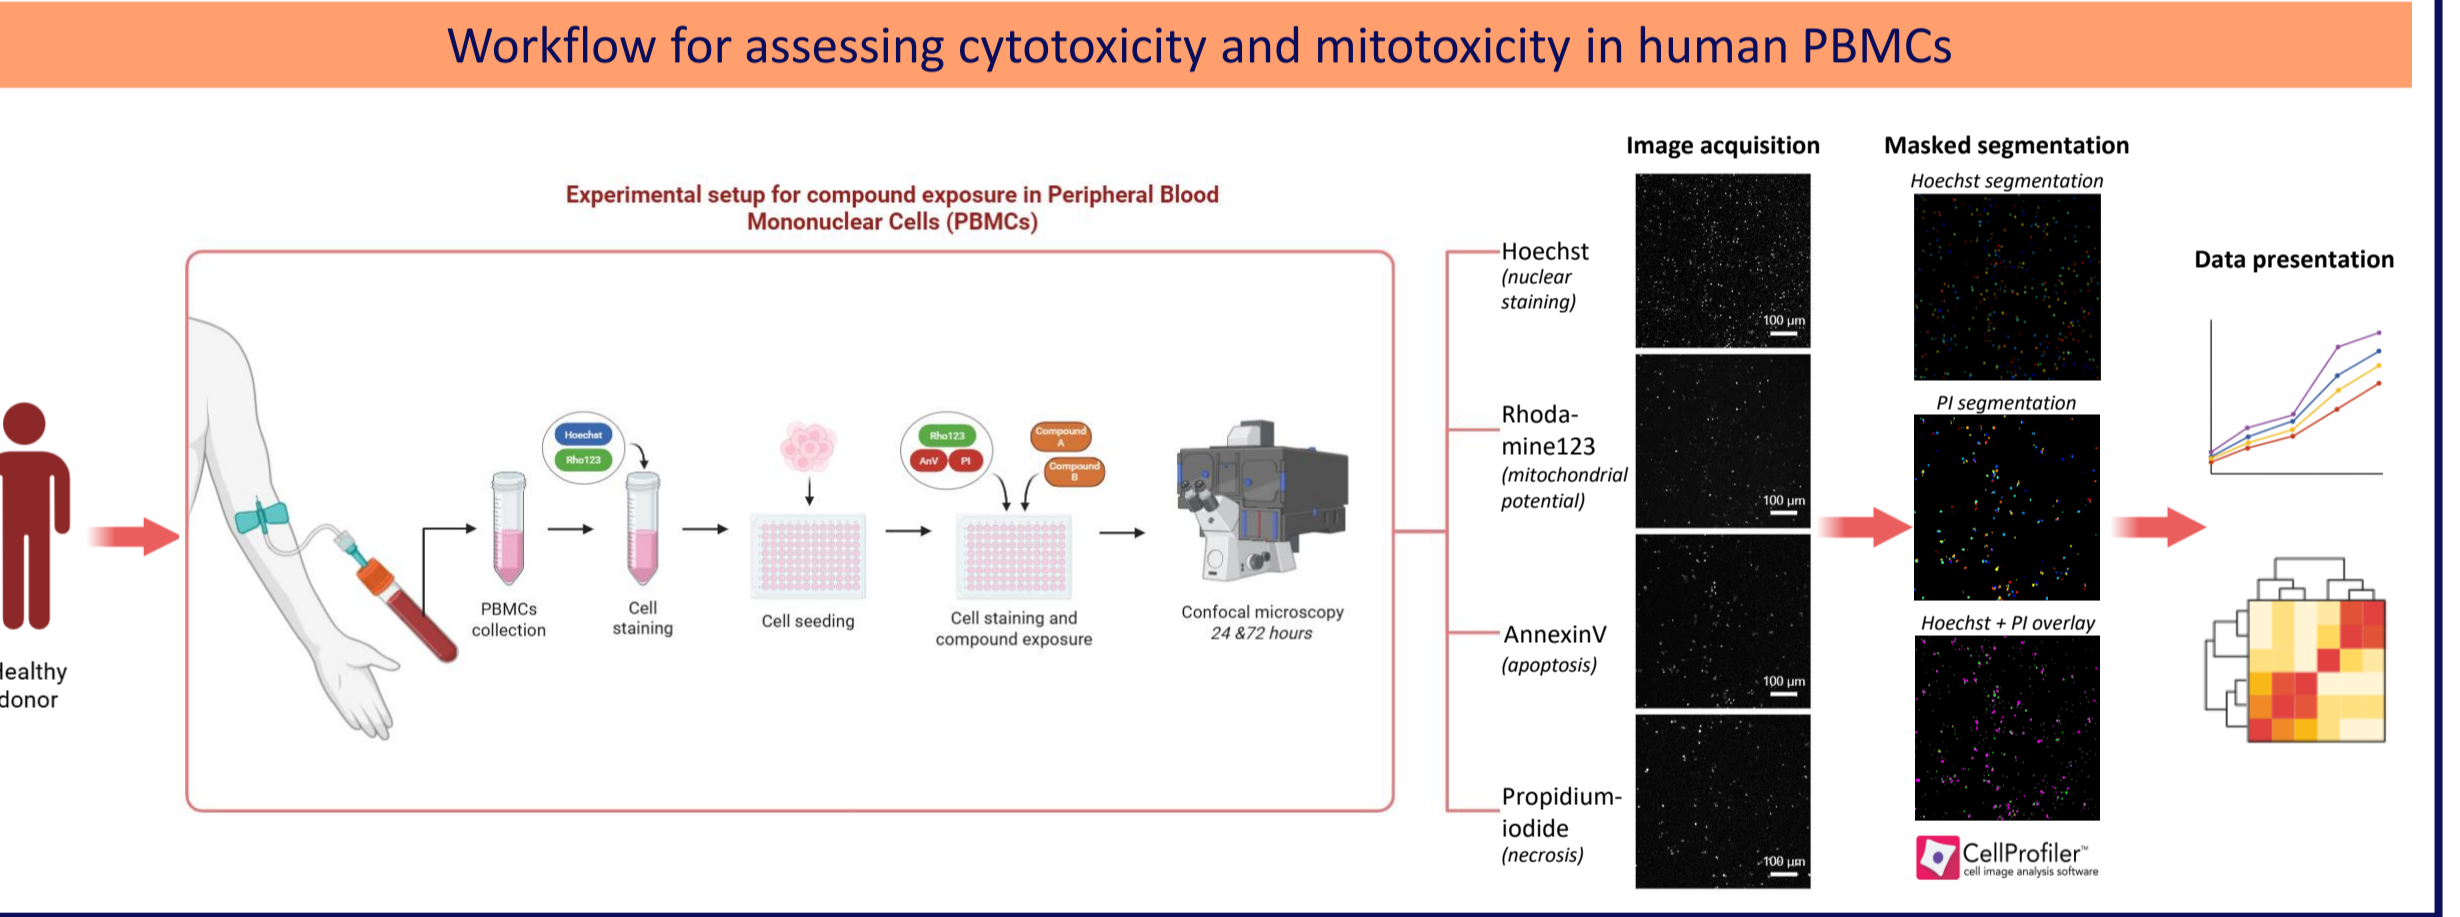 Workflow for assessing cytotoxicity and mitotoxicity in human PBMCs
Experimental setup for compound exposure in Peripheral Blood
Mononuclear Cells (PBMCs)
Healthy
donor
Hoechst
Rho123
PBMCs
collection
Cell
staining
Cell seeding
Rho123
AnV
PI
Compound
A
Compound
B
Cell staining and
compound exposure
Confocal microscopy
24 &72 hours
Hoechst
(nuclear
staining)
Rhoda-
mine123
(mitochondrial
potential)
AnnexinV
(apoptosis)
Propidium-
iodide
(necrosis)
Image acquisition
100 µm
100 µm
100 µm
100 µm
Masked segmentation
Hoechst segmentation
PI segmentation
Hoechst + PI overlay
CellProfiler™
cell image analysis software
Data presentation